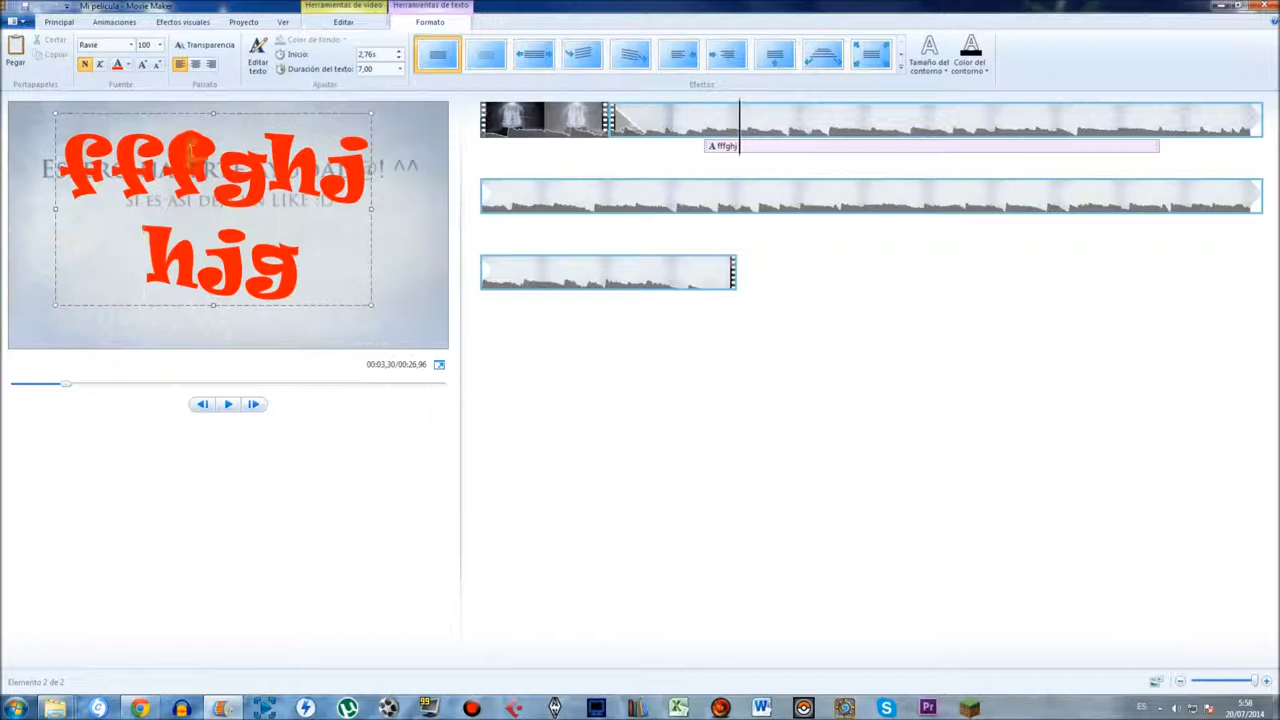 Mi película - Movie Maker
Herramientas de vídeo
Herramientas de texto
Principal
Animaciones
Efectos visuales
Proyecto
Ver
Editar
Formato
Pegar
Cortar
Copiar
Portapapeles
Ravie
100
N
K
A
A
A
Fuente
Transparencia
Párrafo
Editar texto
Color de fondo
Inicio:
2,76s
Duración del texto:
7,00
Ajustar
Efectos
Tamaño del contorno
Color del contorno
fffghj
hjg
SI ES ASI
LIKE :D
! ^^
A fffghj
00:03,30/00:26,96
Elemento 2 de 2
99
ES
5:58
20/07/2014